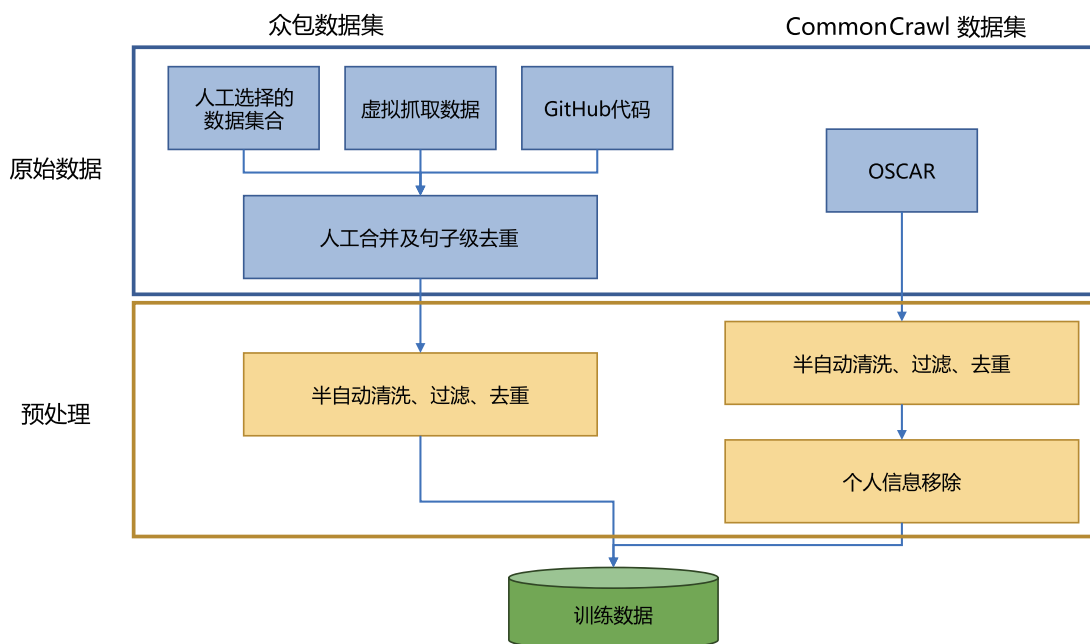 众包数据集
CommonCrawl 数据集
原始数据
人工选择的
数据集合
虚拟抓取数据
GitHub代码
OSCAR
人工合并及句子级去重
预处理
半自动清洗、过滤、去重
半自动清洗、过滤、去重
个人信息移除
训练数据